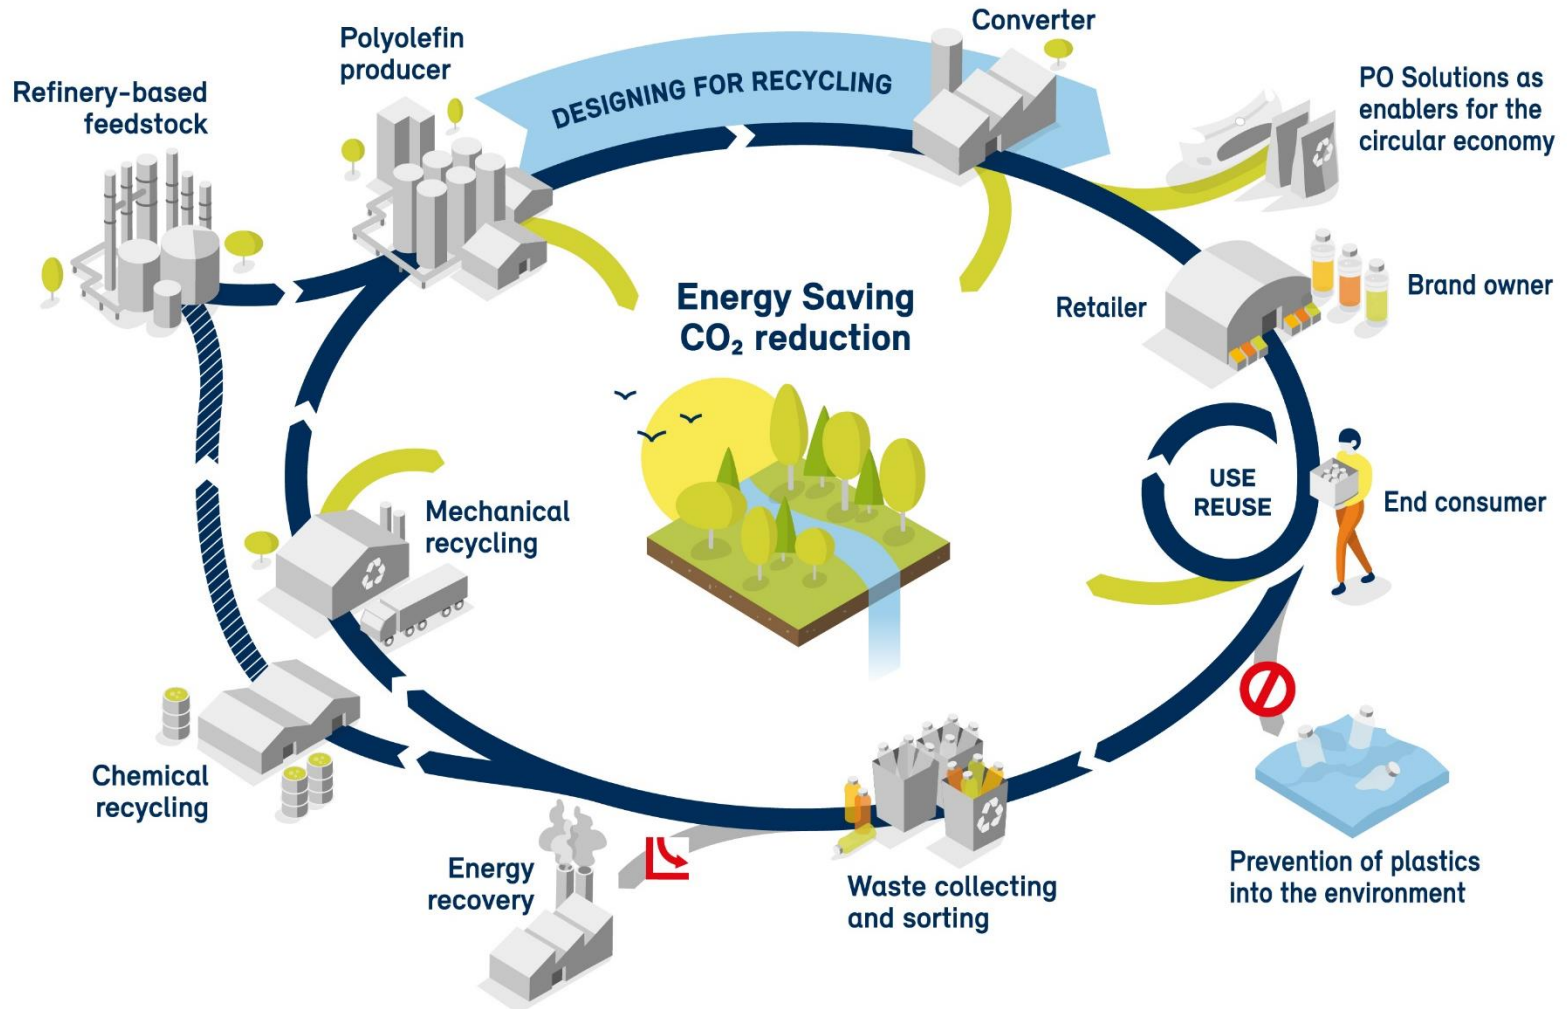 Converter
Polyolefin
producer
DESIGNING FOR RECYCLING
PO Solutions as
enablers for the
circular economy
Refinery-based
feedstock
Energy Saving
CO₂ reduction
Retailer
Brand owner
USE
REUSE
End consumer
Mechanical
recycling
Chemical
recycling
Energy
recovery
Waste collecting
and sorting
Prevention of plastics
into the environment